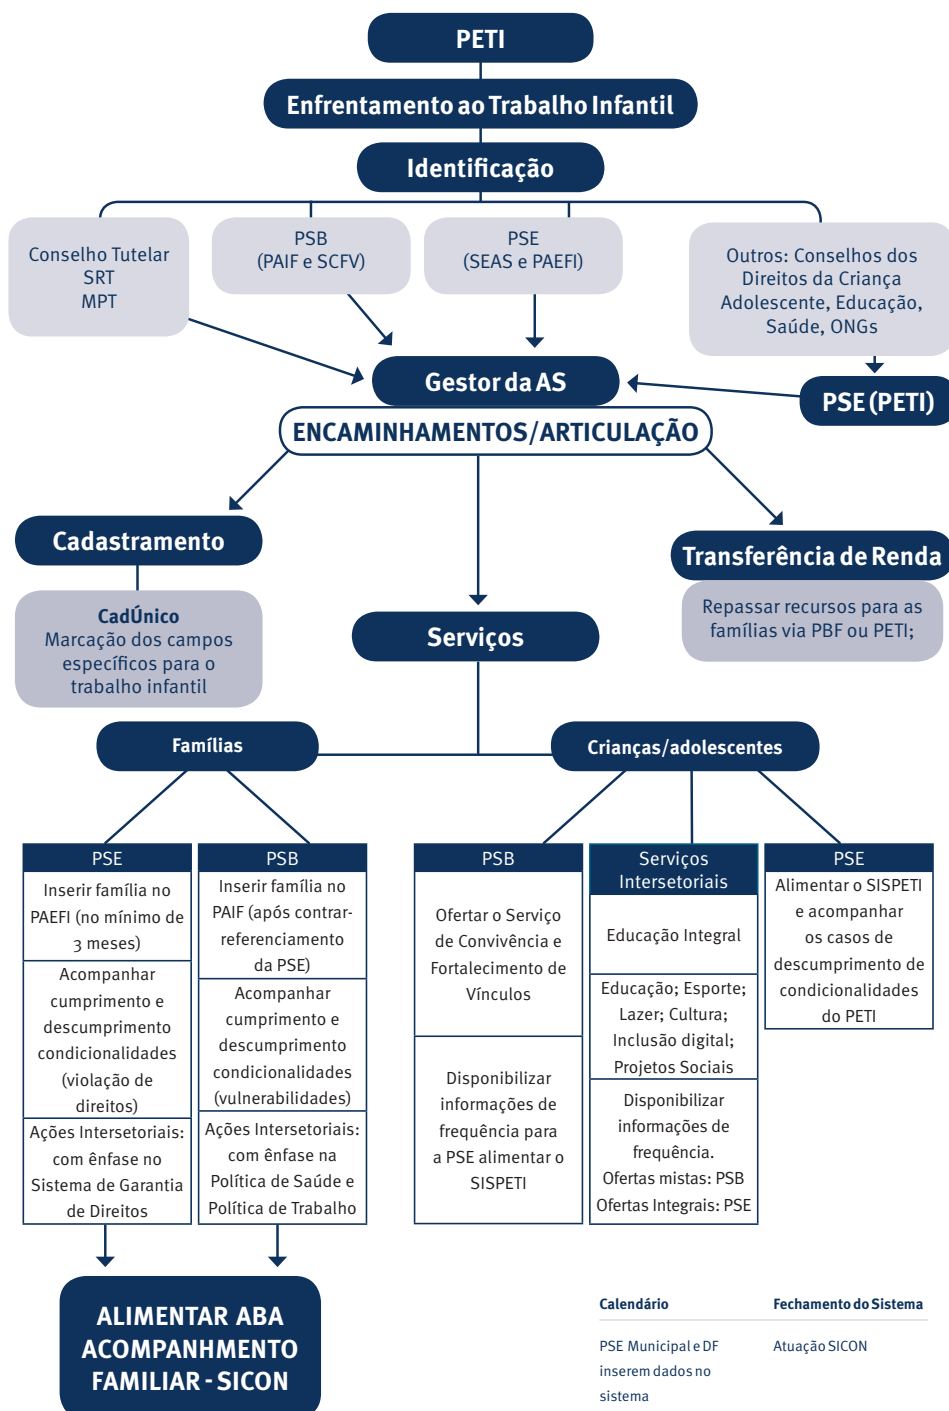 PETI
Enfrentamento ao Trabalho Infantil
Identificação
Conselho Tutelar
SRT
MPT
PSB
(PAIF e SCFV)
PSE
(SEAS e PAEFI)
Outros: Conselhos dos
Direitos da Criança
Adolescente, Educação,
Saúde, ONGs
Gestor da AS
PSE (PETI)
ENCAMINHAMENTOS/ARTICULAÇÃO
Cadastramento
CadÚnico
Marcação dos campos
específicos para o
trabalho infantil
Transferência de Renda
Repassar recursos para as
famílias via PBF ou PETI;
Serviços
Famílias
Crianças/adolescentes
PSE
Inserir família no
PAEFI (no mínimo de
3 meses)
Acompanhar
cumprimento e
descumprimento
condicionalidades
(violação de
direitos)
Ações Intersetoriais:
com ênfase no
Sistema de Garantia
de Direitos
PSB
Inserir família no
PAIF (após contrar-
referenciamento
da PSE)
Acompanhar
cumprimento e
descumprimento
condicionalidades
(vulnerabilidades)
Ações Intersetoriais:
com ênfase na
Política de Saúde e
Política de Trabalho
PSB
Ofertar o Serviço
de Convivência e
Fortalecimento de
Vínculos
Disponibilizar
informações de
frequência para
a PSE alimentar o
SISPETI
Serviços
Intersetoriais
Educação Integral
Educação; Esporte;
Lazer; Cultura;
Inclusão digital;
Projetos Sociais
Disponibilizar
informações de
frequência.
Ofertas mistas: PSB
Ofertas Integrais: PSE
PSE
Alimentar o SISPETI
e acompanhar
os casos de
descumprimento de
condicionalidades
do PETI
ALIMENTAR ABA
ACOMPANHMENTO
FAMILIAR - SICON
Calendário
Fechamento do Sistema
PSE Municipal e DF
inserem dados no
sistema
Atuação SICON